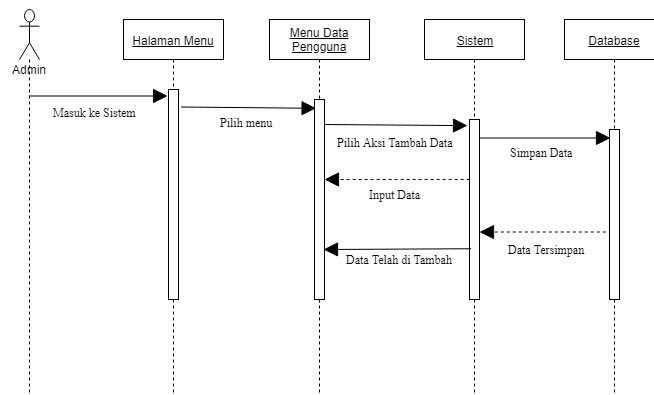 Admin
Halaman Menu
Menu Data
Pengguna
Sistem
Database
Masuk ke Sistem
Pilih menu
Pilih Aksi Tambah Data
Simpan Data
Input Data
Data Tersimpan
Data Telah di Tambah